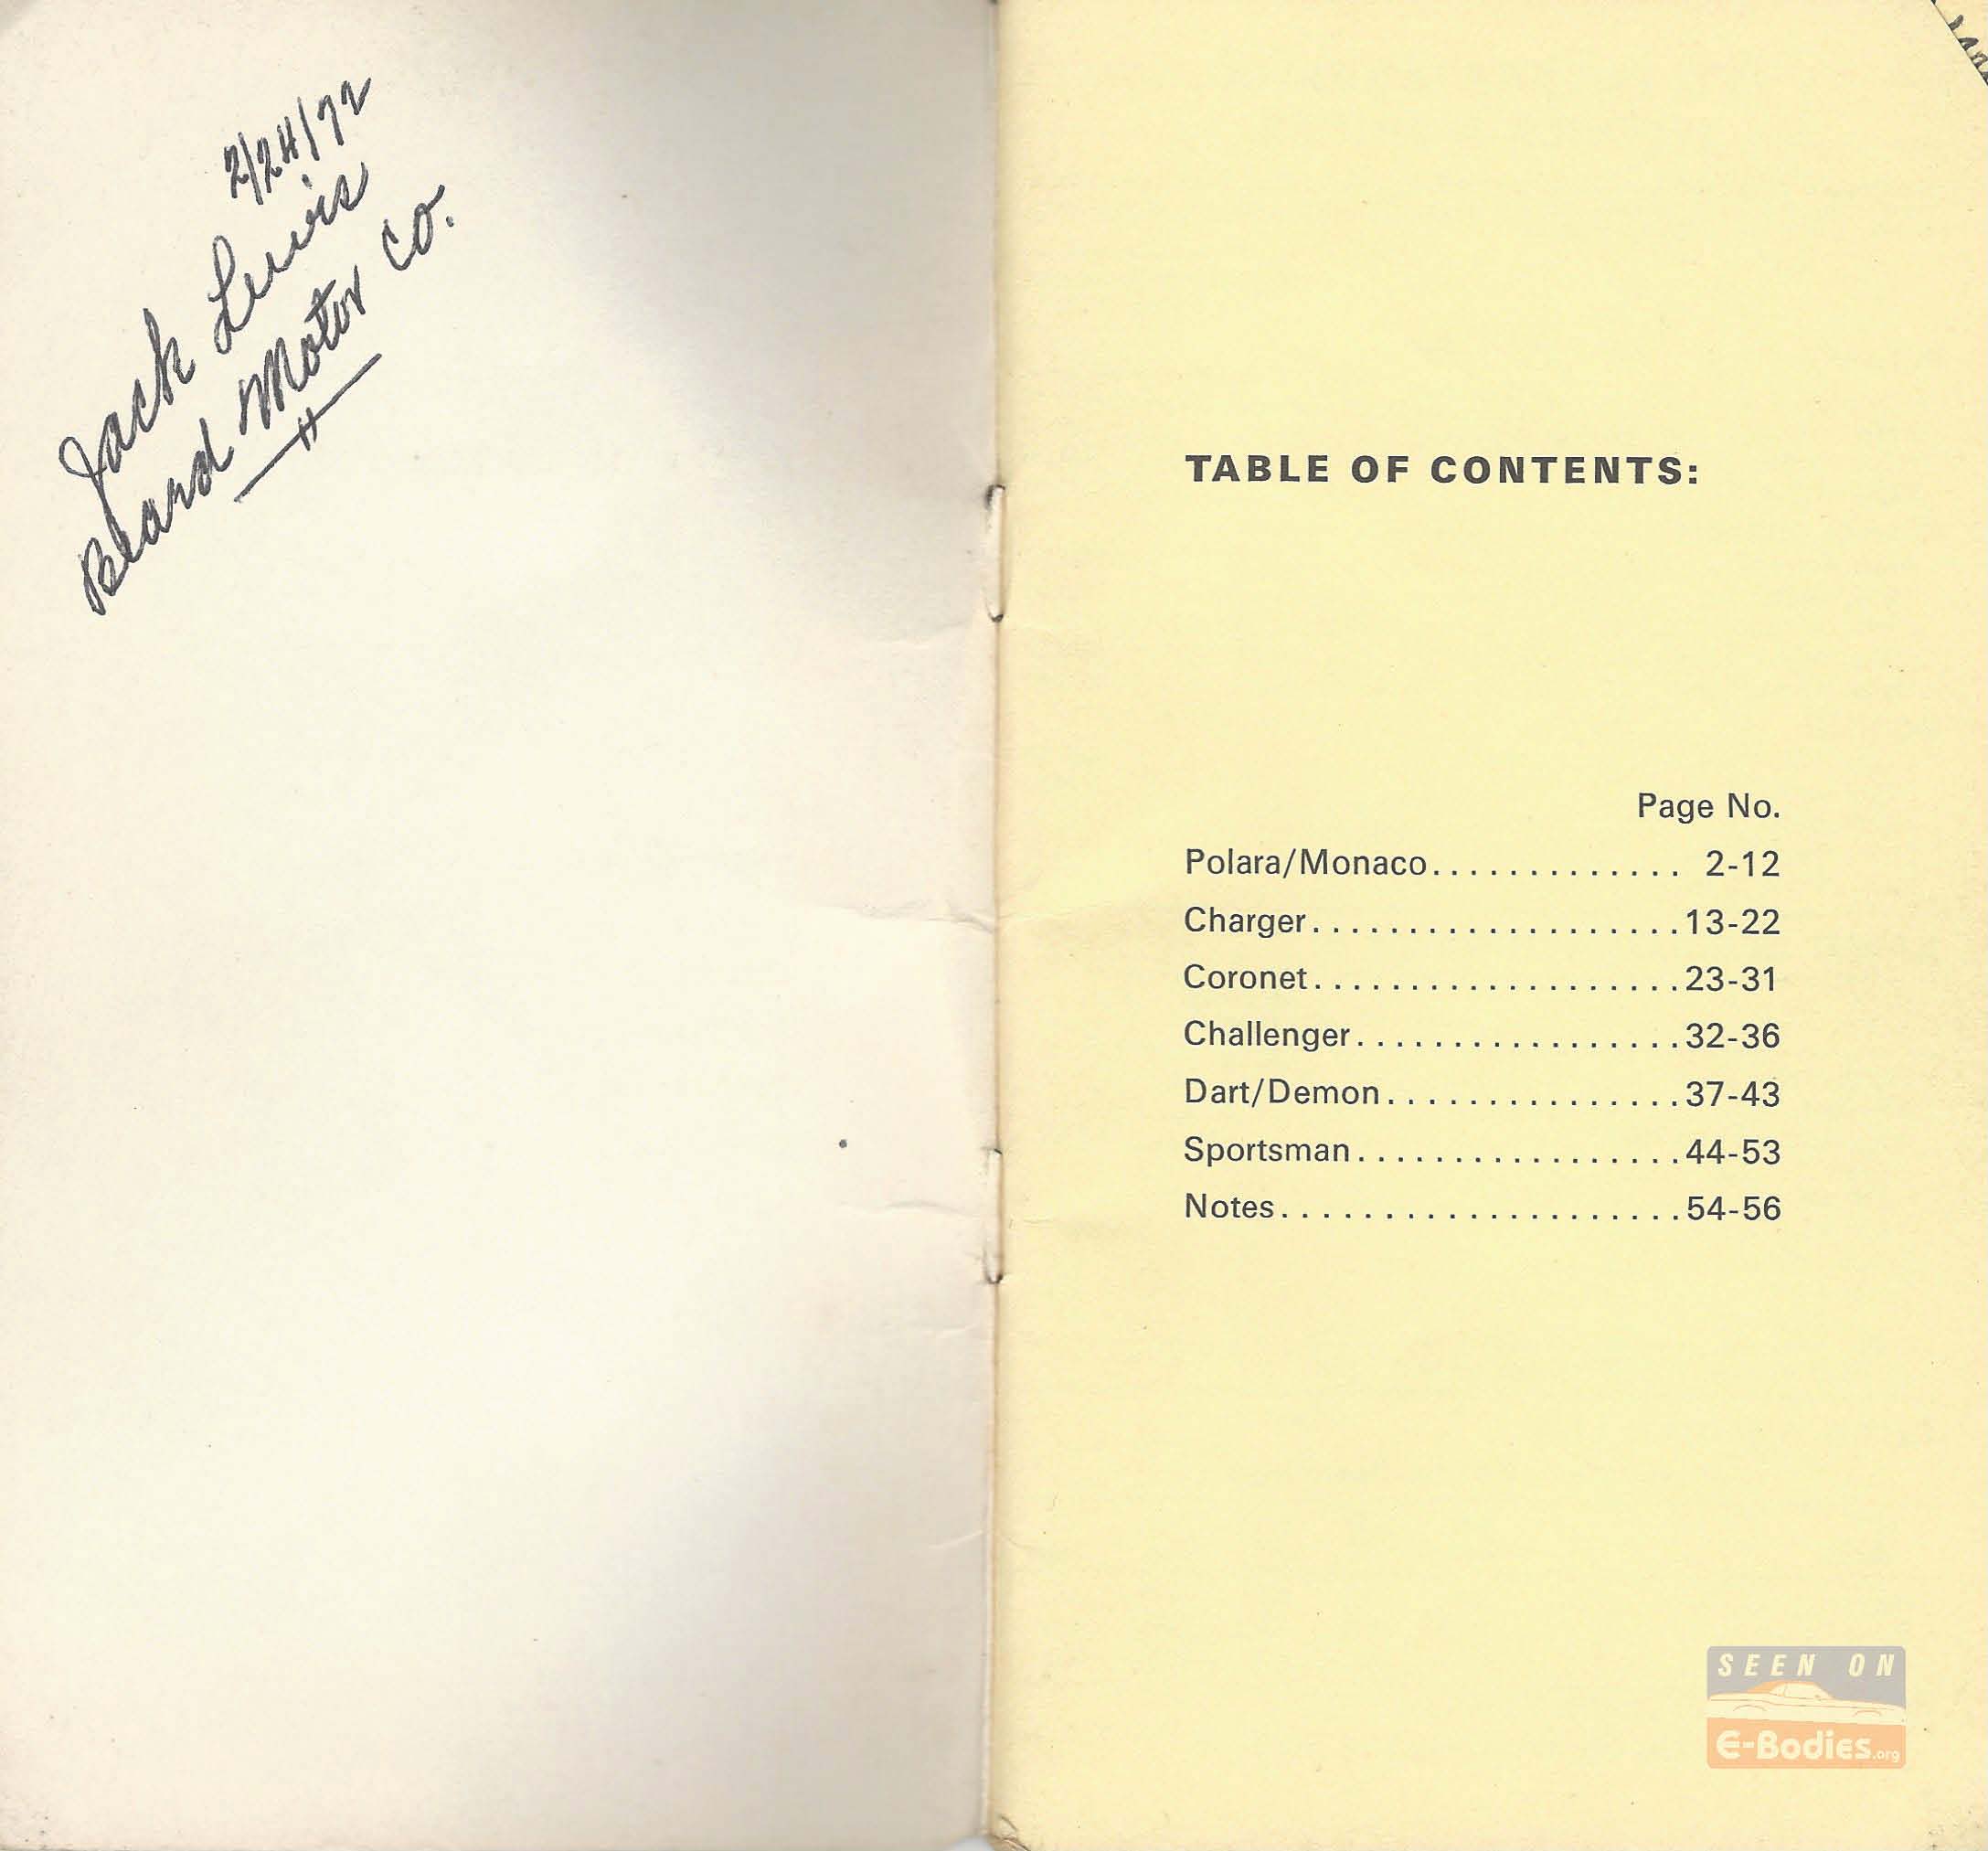 2/24/72
Jack Lewis
Beard Motor Co.
TABLE OF CONTENTS:
Page No.
Polara/Monaco............. 2-12
Charger...................13-22
Coronet...................23-31
Challenger.................32-36
Dart/Demon...............37-43
Sportsman.................44-53
Notes....................54-56
SEEN ON
E-Bodies.org